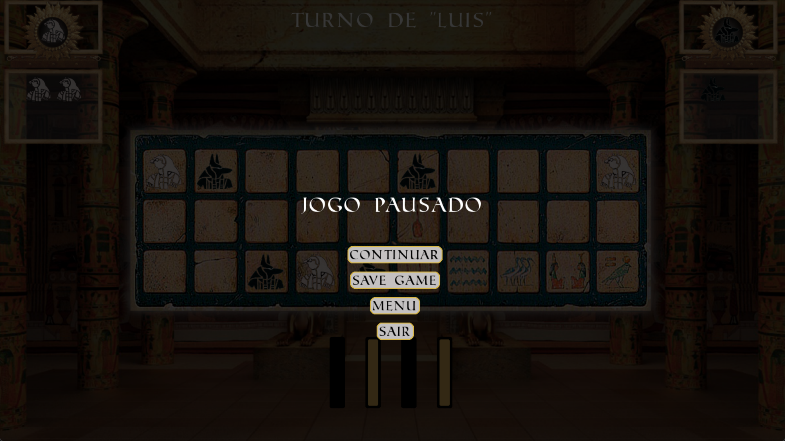 TURNO DE "LUIS"
JOGO PAUSADO
CONTINUAR
SAVE GAME
MENU
SAIR